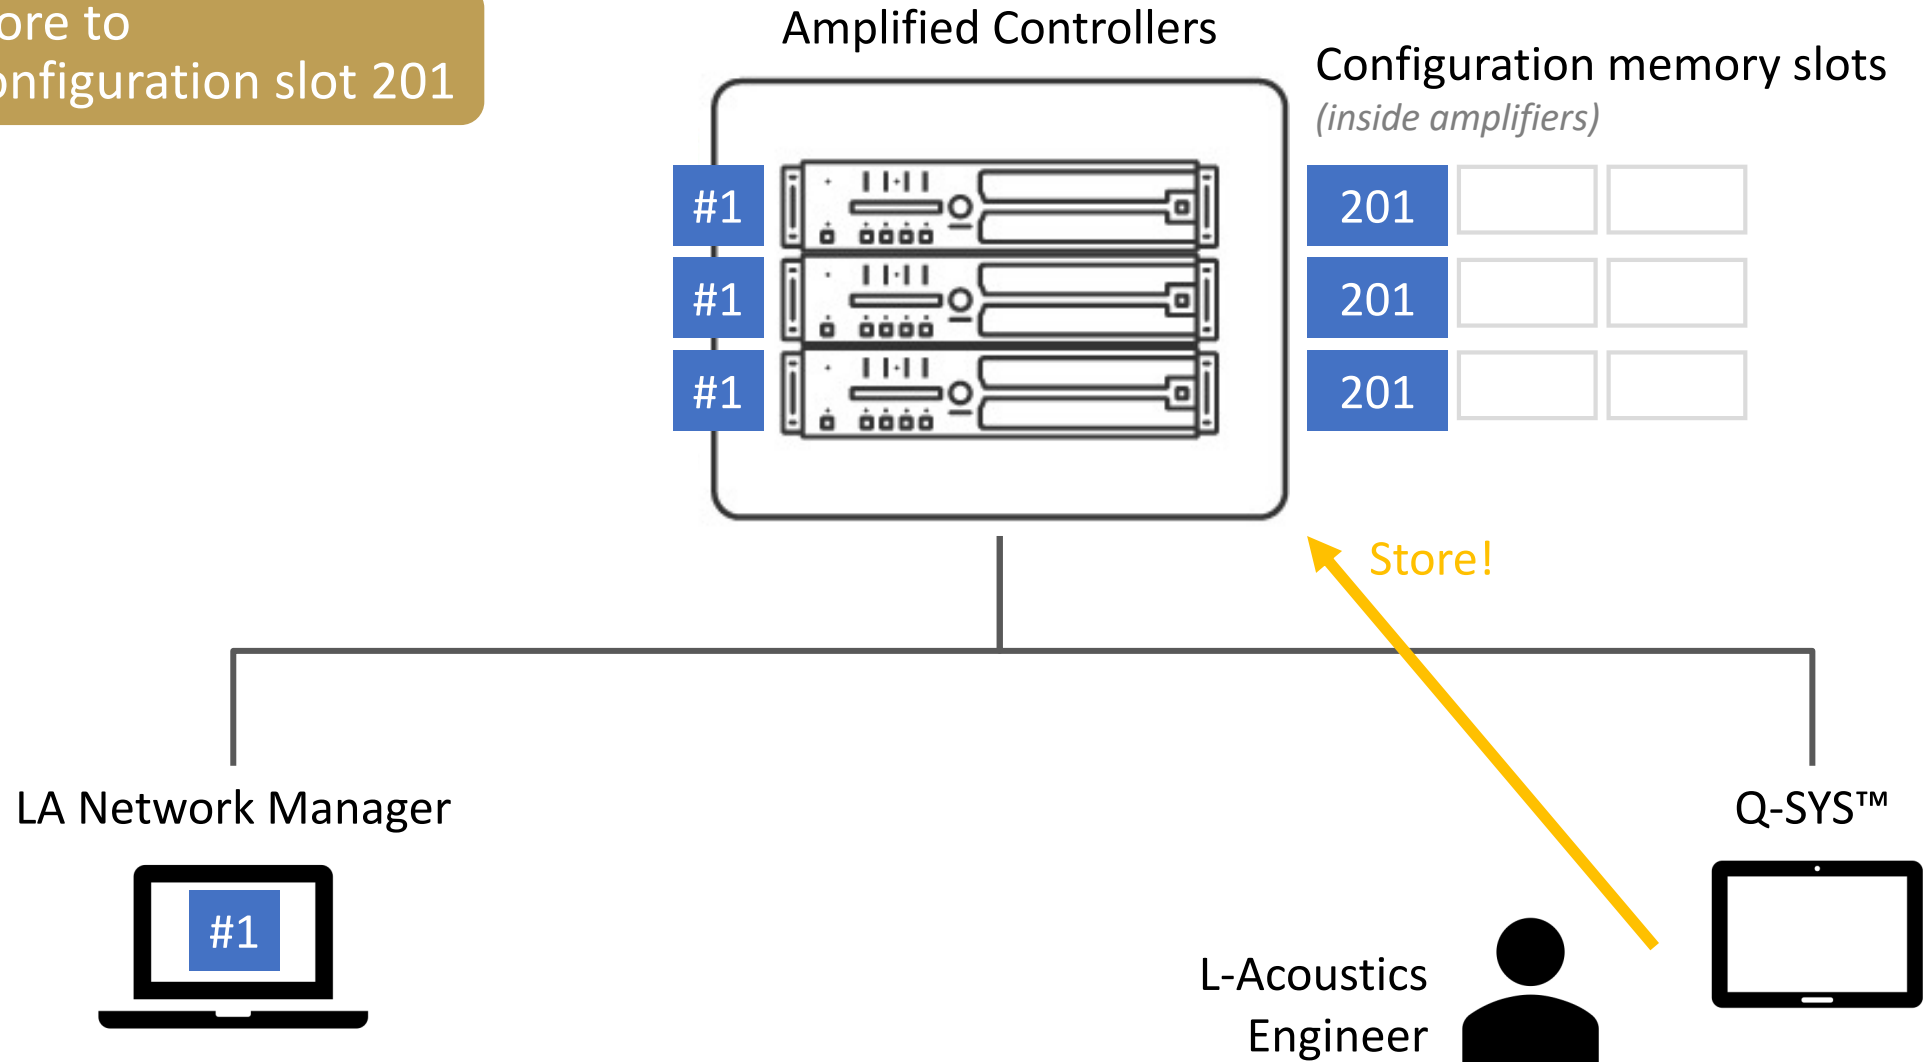 ore to
onfiguration slot 201
Amplified Controllers
Configuration memory slots
(inside amplifiers)
#1
201
#1
201
#1
201
Store!
LA Network Manager
Q-SYS™
#1
L-Acoustics
Engineer